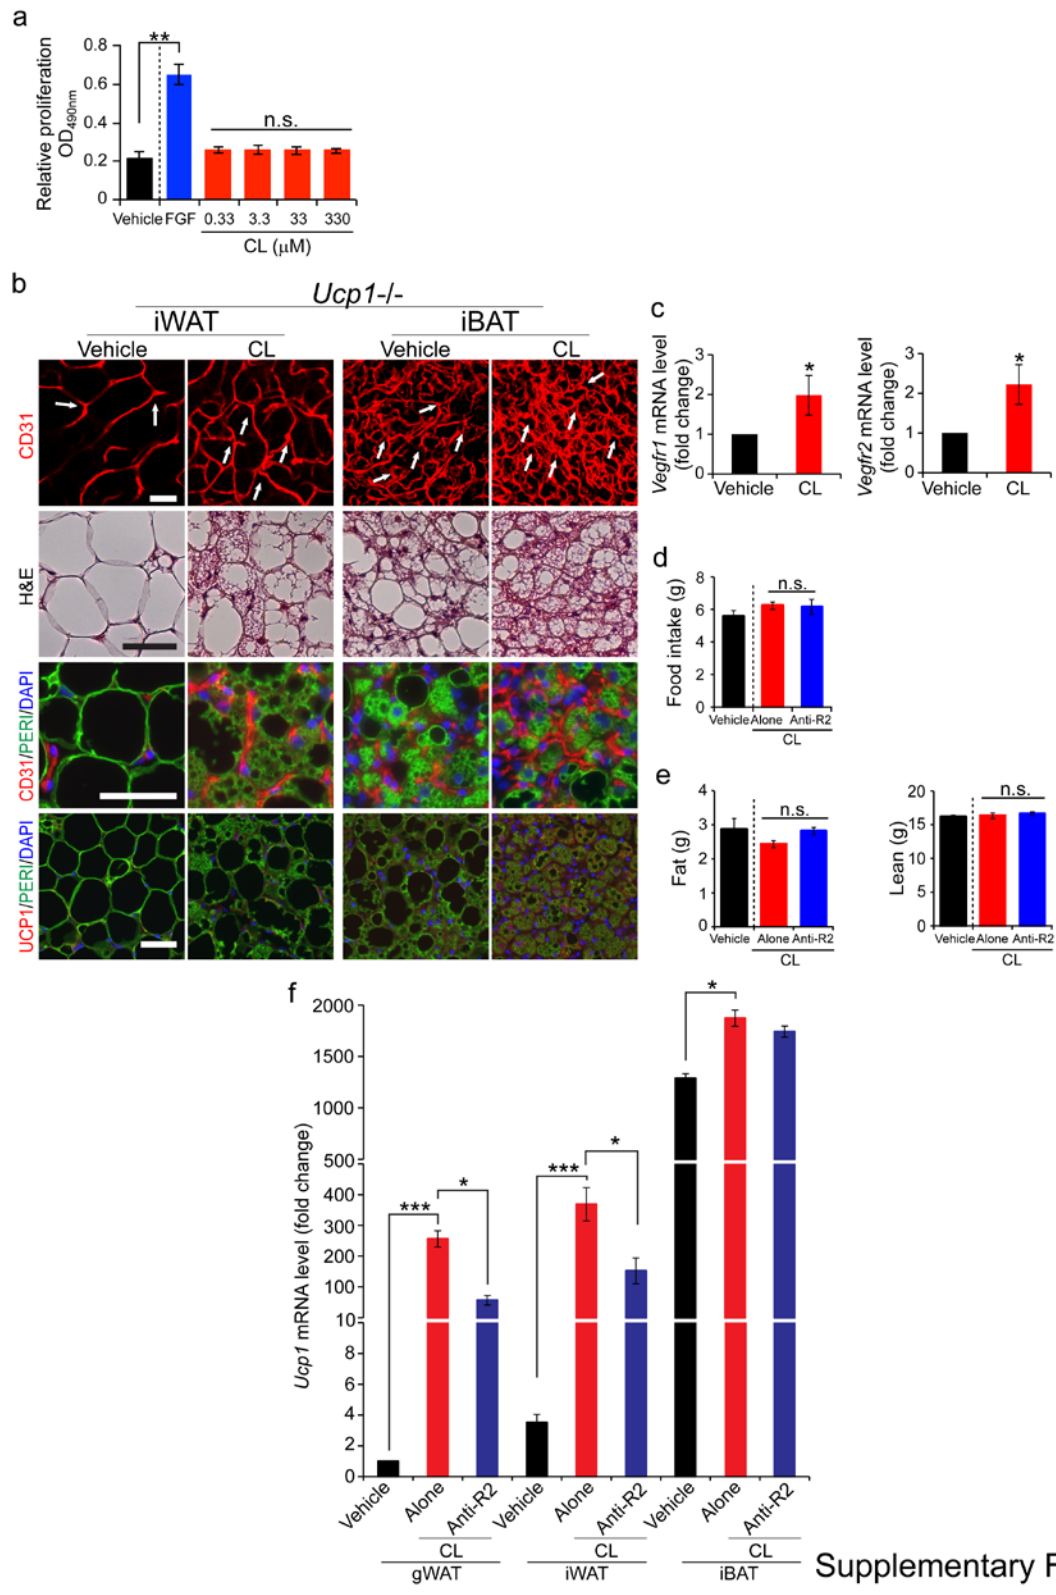 a
Relative proliferation
OD490nm
0.8
0.6
0.4
0.2
0
**
n.s.
Vehicle FGF 0.33 3.3 33 330
CL (μM)
b
Ucp1-/-
iWAT iBAT
Vehicle CL Vehicle CL
CD31
H&E
CD31/PERI/DAPI
UCP1/PERI/DAPI
c
Vegfr1 mRNA level
(fold change)
3
2
1
0
*
Vehicle CL
Vegfr2 mRNA level
(fold change)
3
2
1
0
*
Vehicle CL
d
Food intake (g)
8
6
4
2
0
n.s.
Vehicle Alone Anti-R2
CL
e
Fat (g)
4
3
2
1
0
n.s.
Vehicle Alone Anti-R2
CL
Lean (g)
20
15
10
5
0
n.s.
Vehicle Alone Anti-R2
CL
f
Ucp1 mRNA level (fold change)
2000
1500
1000
500
400
300
200
100
10
8
6
4
2
0
*** *
*** *
*
Vehicle Alone Anti-R2 Vehicle Alone Anti-R2 Vehicle Alone Anti-R2
CL CL CL
gWAT iWAT iBAT
Supplementary F